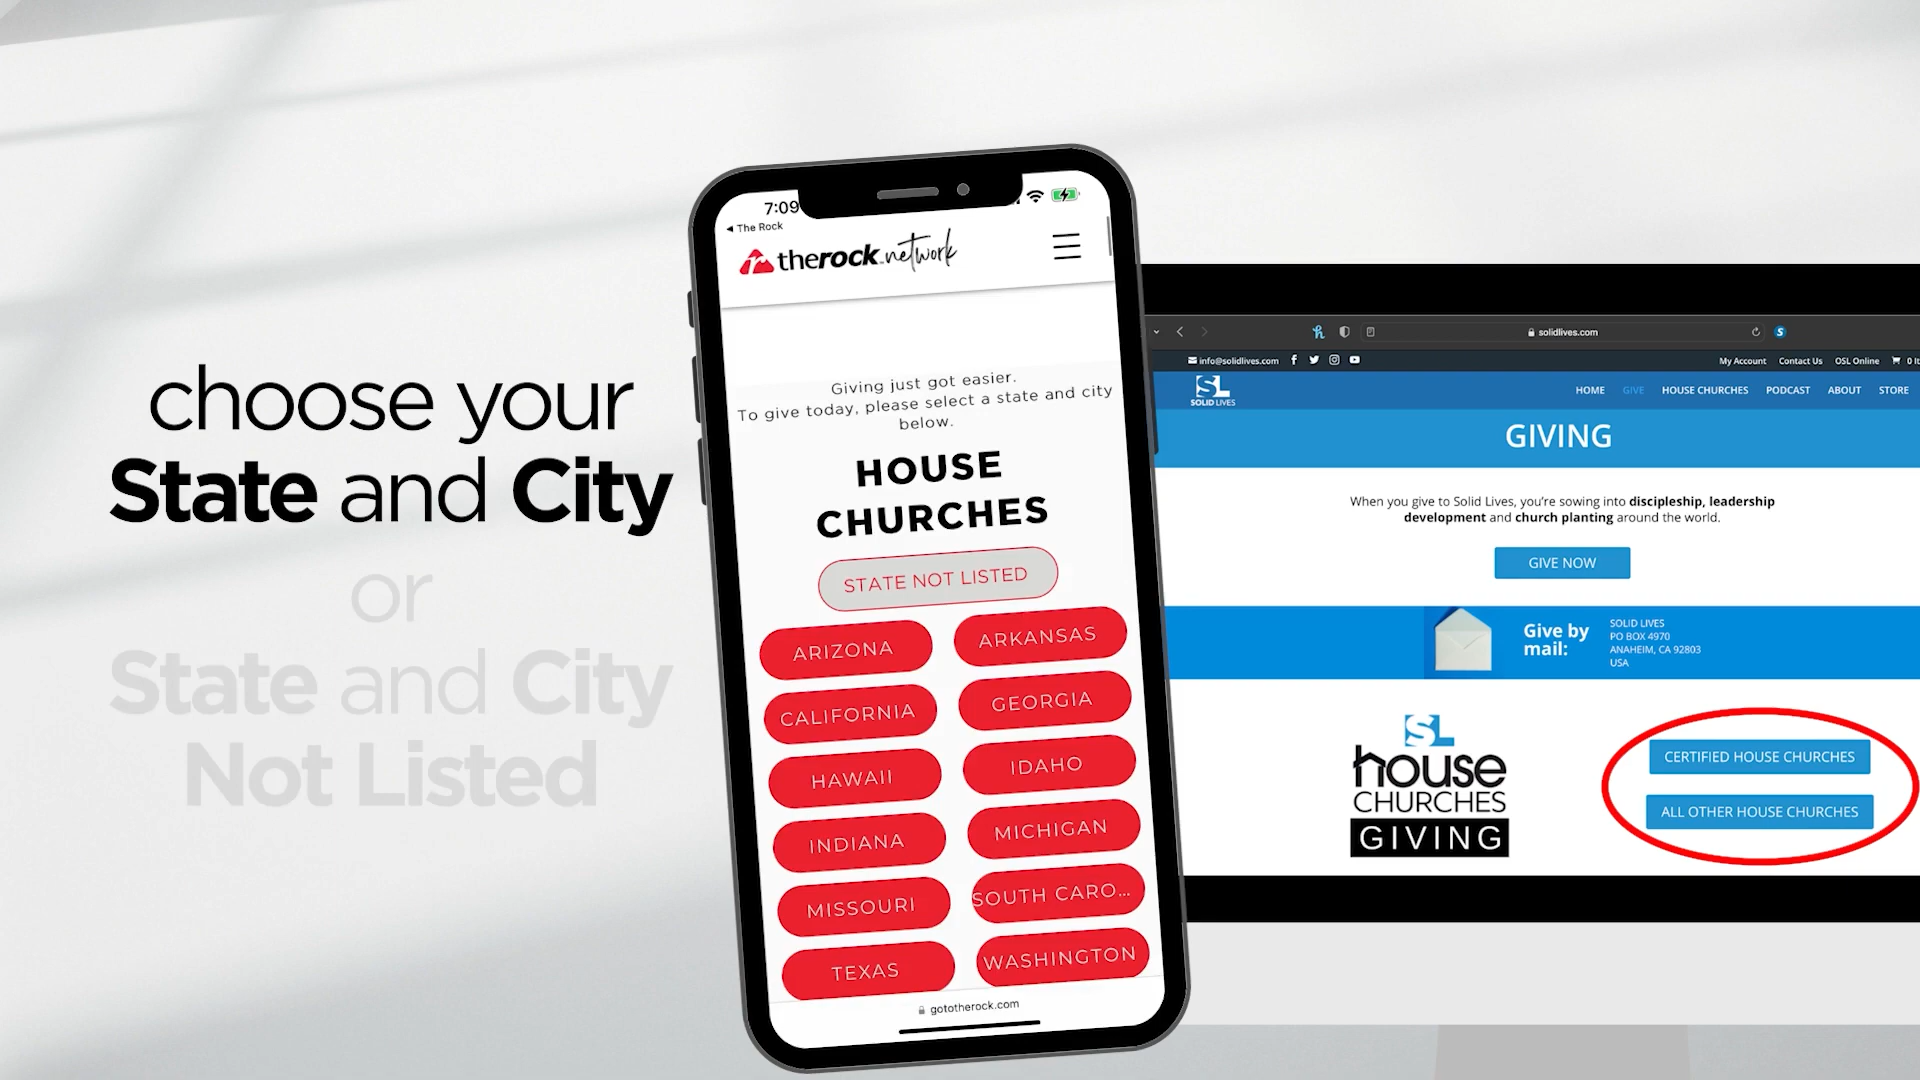 choose your
State and City
or
State and City
Not Listed
7:09
◂ The Rock
therock network
Giving just got easier.
To give today, please select a state and city
below.
HOUSE
CHURCHES
STATE NOT LISTED
ARIZONA
ARKANSAS
CALIFORNIA
GEORGIA
HAWAII
IDAHO
INDIANA
MICHIGAN
MISSOURI
SOUTH CARO...
TEXAS
WASHINGTON
gototherock.com
solidlives.com
info@solidlives.com
My Account Contact Us OSL Online 0 It
SL
SOLID LIVES
HOME GIVE HOUSE CHURCHES PODCAST ABOUT STORE
GIVING
When you give to Solid Lives, you're sowing into discipleship, leadership
development and church planting around the world.
GIVE NOW
Give by
mail:
SOLID LIVES
PO BOX 4970
ANAHEIM, CA 92803
USA
SL
house
CHURCHES
GIVING
CERTIFIED HOUSE CHURCHES
ALL OTHER HOUSE CHURCHES